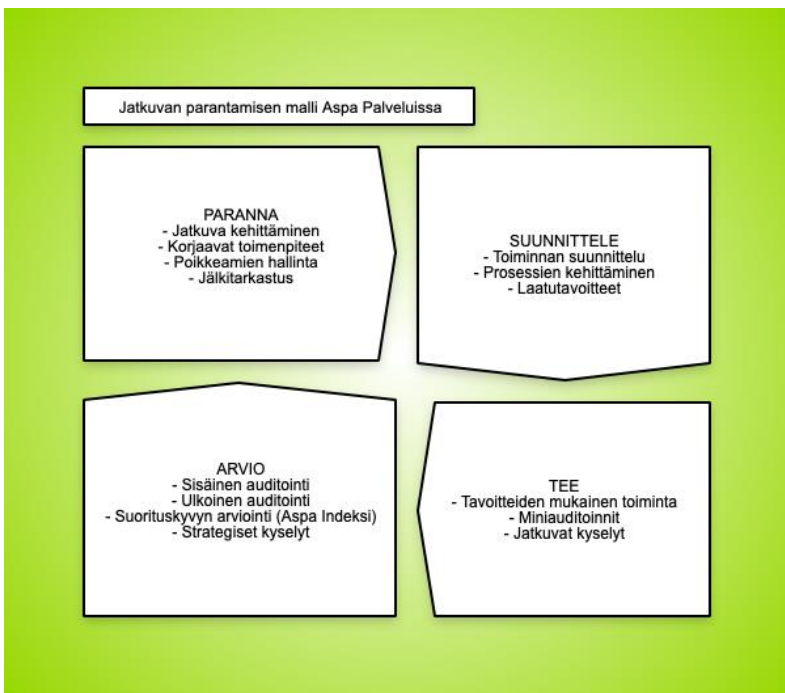 Jatkuvan parantamisen malli Aspa Palveluissa
PARANNA
- Jatkuva kehittäminen
- Korjaavat toimenpiteet
- Poikkeamien hallinta
- Jälkitarkastus
SUUNNITTELE
- Toiminnan suunnittelu
- Prosessien kehittäminen
- Laatutavoitteet
ARVIO
- Sisäinen auditointi
- Ulkoinen auditointi
- Suorituskyvyn arviointi (Aspa Indeksi)
- Strategiset kyselyt
TEE
- Tavoitteiden mukainen toiminta
- Miniauditoinnit
- Jatkuvat kyselyt